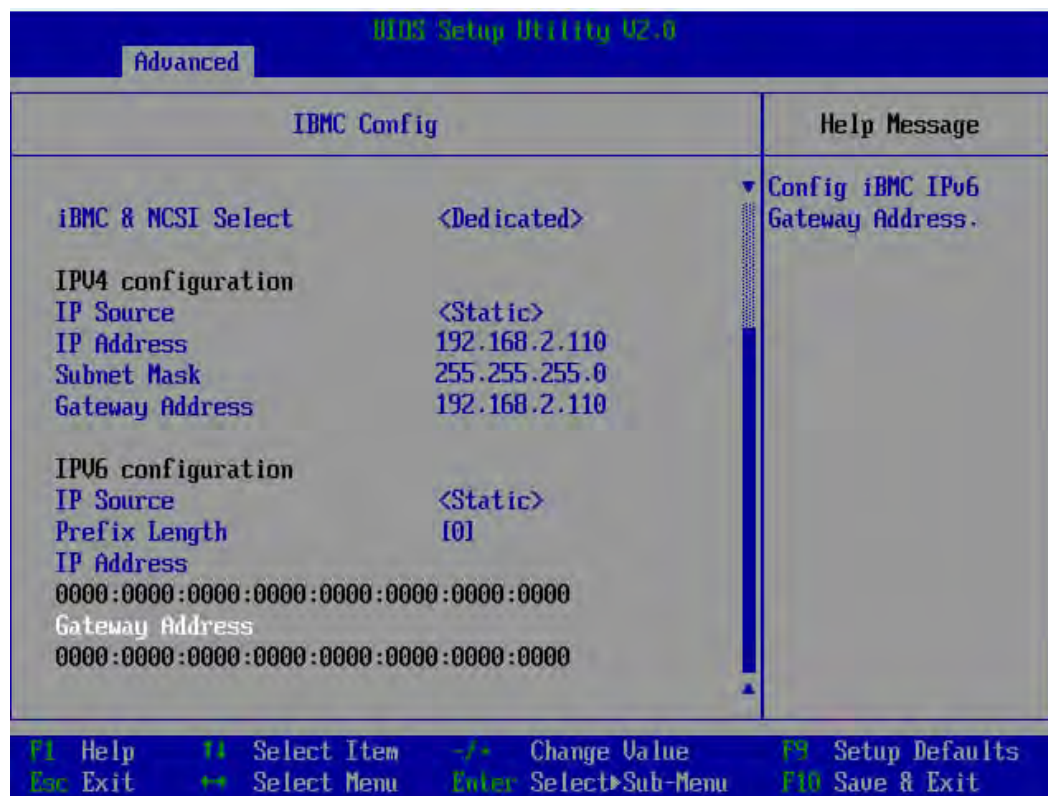 BIOS Setup Utility V2.0
Advanced
IBMC Config
Help Message
iBMC & NCSI Select <Dedicated>
IPV4 configuration
IP Source <Static>
IP Address 192.168.2.110
Subnet Mask 255.255.255.0
Gateway Address 192.168.2.110
IPV6 configuration
IP Source <Static>
Prefix Length [0]
IP Address
0000:0000:0000:0000:0000:0000:0000:0000
Gateway Address
0000:0000:0000:0000:0000:0000:0000:0000
Config iBMC IPv6
Gateway Address.
F1 Help ↑↓ Select Item -/+ Change Value F9 Setup Defaults
Esc Exit ↔ Select Menu Enter Select▶Sub-Menu F10 Save & Exit